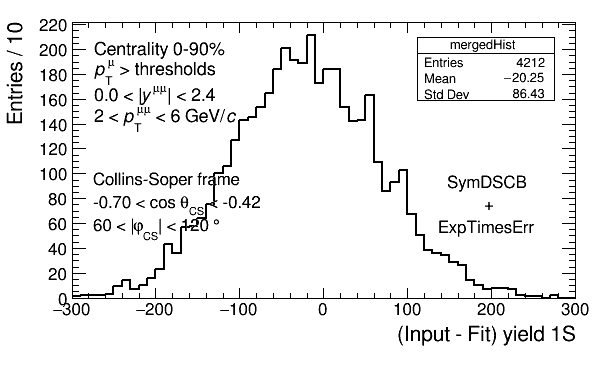 Entries / 10
220
200
180
160
140
120
100
80
60
40
20
0
Centrality 0-90%
p_T^μ > thresholds
0.0 < |y^μμ| < 2.4
2 < p_T^μμ < 6 GeV/c
Collins-Soper frame
-0.70 < cos θ_CS < -0.42
60 < |φ_CS| < 120 °
mergedHist
Entries 4212
Mean −20.25
Std Dev 86.43
SymDSCB
+
ExpTimesErr
−300 −200 −100 0 100 200 300
(Input - Fit) yield 1S